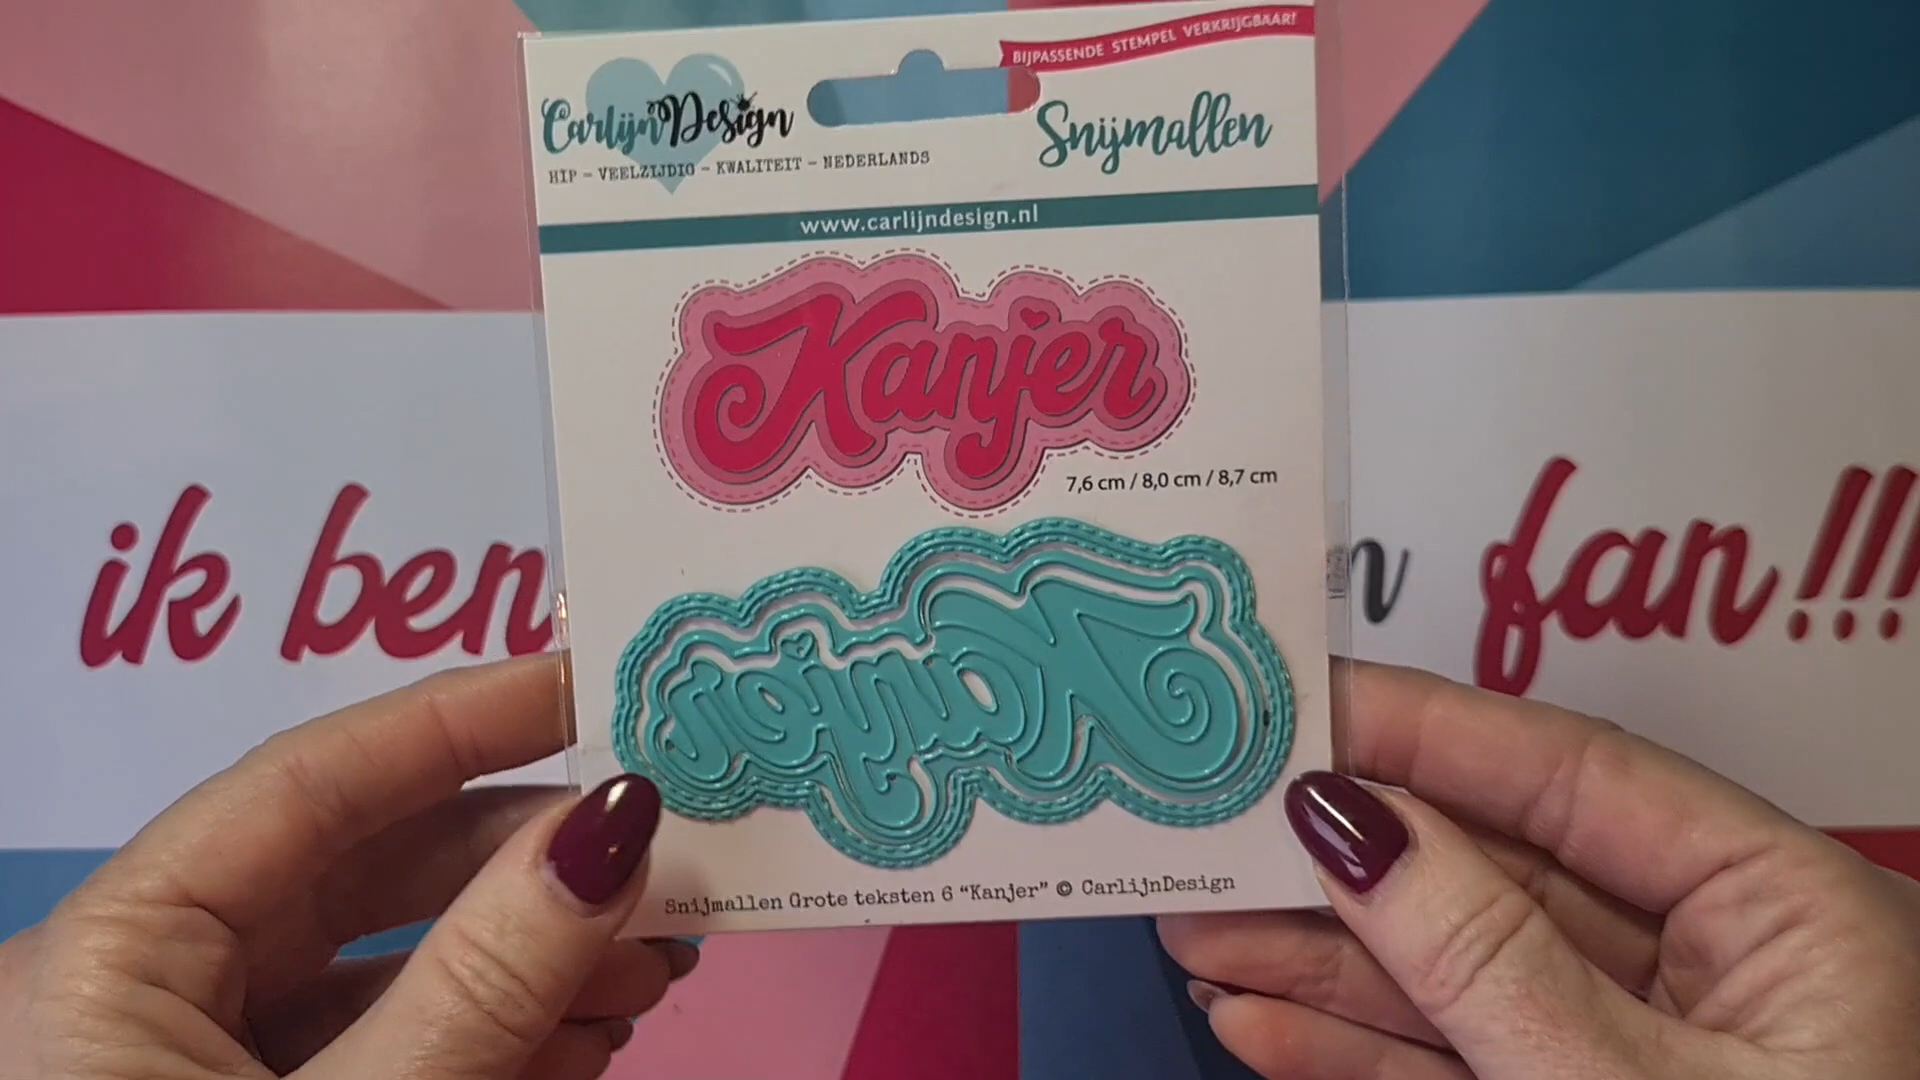 BIJPASSENDE STEMPEL VERKRIJGBAAR!
CarlijnDesign
Snijmallen
HIP – VEELZIJDIG – KWALITEIT – NEDERLANDS
www.carlijndesign.nl
Kanjer
7,6 cm / 8,0 cm / 8,7 cm
ik ben
fan!!!
Kanjer
Snijmallen Grote teksten 6 “Kanjer” © CarlijnDesign